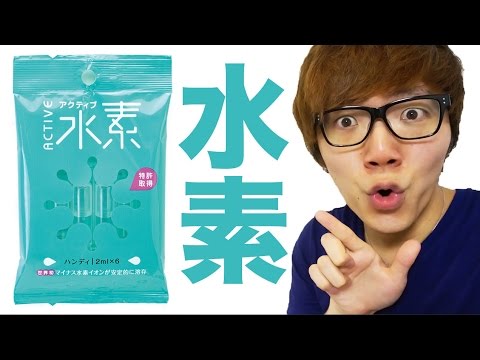 ACTIVE
アクティブ
水素
特許
取得
ハンディ|2ml×6
世界初 マイナス水素イオンが安定的に溶存
水素